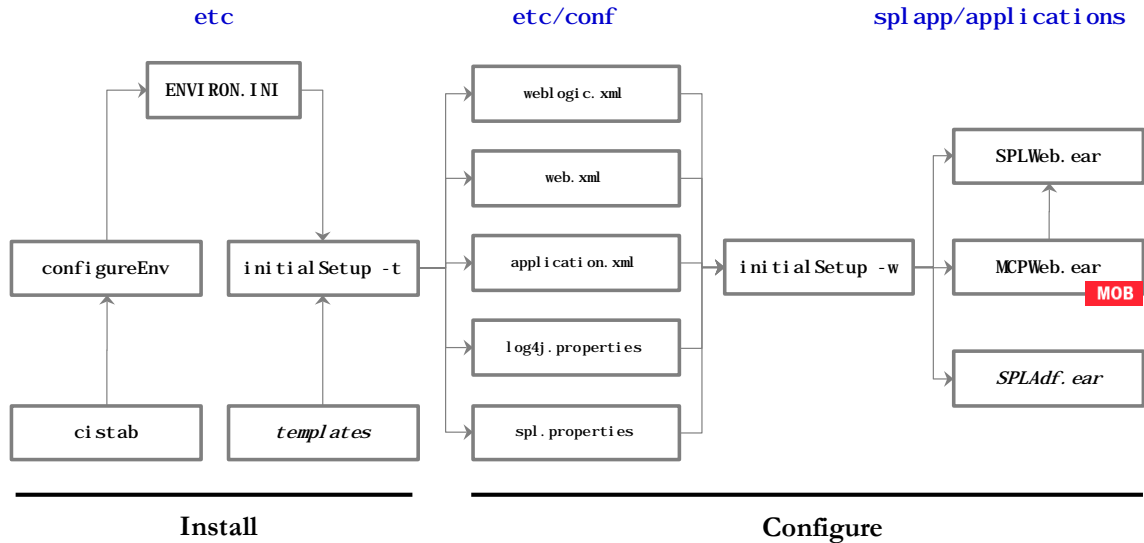 etc
etc/conf
splapp/applications
ENVIRON.INI
weblogic.xml
SPLWeb.ear
web.xml
configureEnv
initialSetup -t
application.xml
initialSetup -w
MCPWeb.ear
MOB
log4j.properties
SPLAdf.ear
cistab
templates
spl.properties
Install
Configure